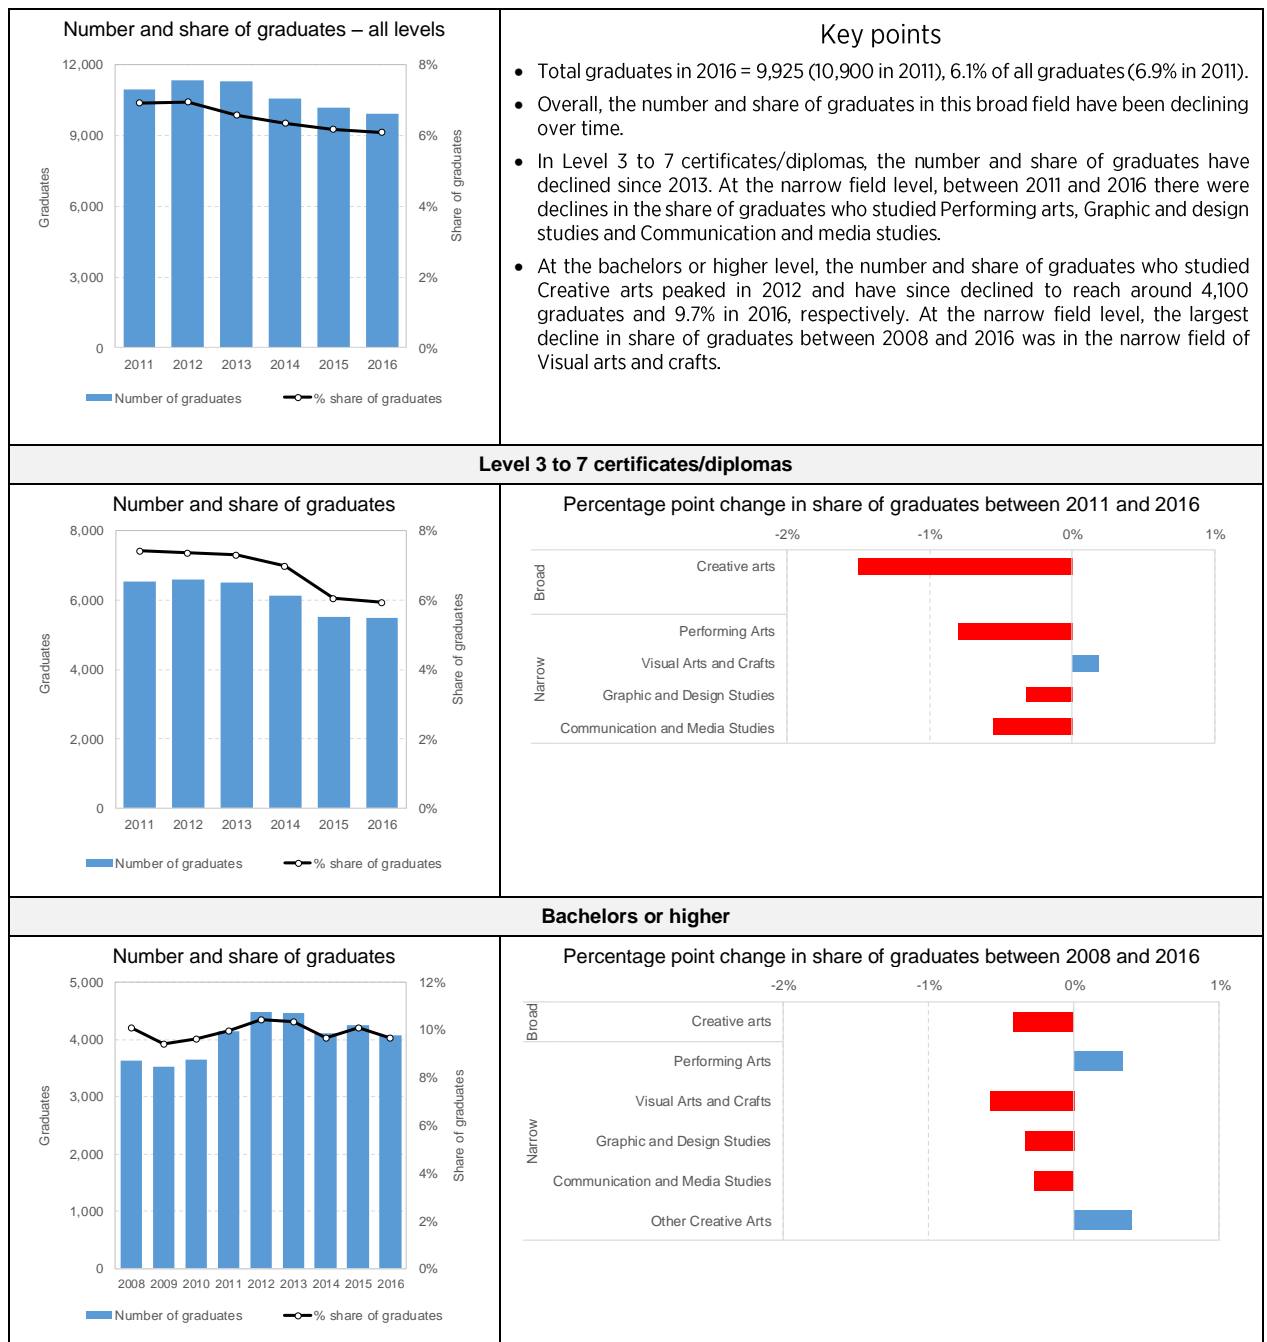 Number and share of graduates – all levels
12,000
9,000
6,000
3,000
0
8%
6%
4%
2%
0%
Graduates
Share of graduates
2011 2012 2013 2014 2015 2016
Number of graduates % share of graduates
Key points
• Total graduates in 2016 = 9,925 (10,900 in 2011), 6.1% of all graduates (6.9% in 2011).
• Overall, the number and share of graduates in this broad field have been declining
over time.
• In Level 3 to 7 certificates/diplomas, the number and share of graduates have
declined since 2013. At the narrow field level, between 2011 and 2016 there were
declines in the share of graduates who studied Performing arts, Graphic and design
studies and Communication and media studies.
• At the bachelors or higher level, the number and share of graduates who studied
Creative arts peaked in 2012 and have since declined to reach around 4,100
graduates and 9.7% in 2016, respectively. At the narrow field level, the largest
decline in share of graduates between 2008 and 2016 was in the narrow field of
Visual arts and crafts.
Level 3 to 7 certificates/diplomas
Number and share of graduates
8,000
6,000
4,000
2,000
0
8%
6%
4%
2%
0%
Graduates
Share of graduates
2011 2012 2013 2014 2015 2016
Number of graduates % share of graduates
Percentage point change in share of graduates between 2011 and 2016
-2% -1% 0% 1%
Broad
Creative arts
Narrow
Performing Arts
Visual Arts and Crafts
Graphic and Design Studies
Communication and Media Studies
Bachelors or higher
Number and share of graduates
5,000
4,000
3,000
2,000
1,000
0
12%
10%
8%
6%
4%
2%
0%
Graduates
Share of graduates
2008 2009 2010 2011 2012 2013 2014 2015 2016
Number of graduates % share of graduates
Percentage point change in share of graduates between 2008 and 2016
-2% -1% 0% 1%
Broad
Creative arts
Narrow
Performing Arts
Visual Arts and Crafts
Graphic and Design Studies
Communication and Media Studies
Other Creative Arts